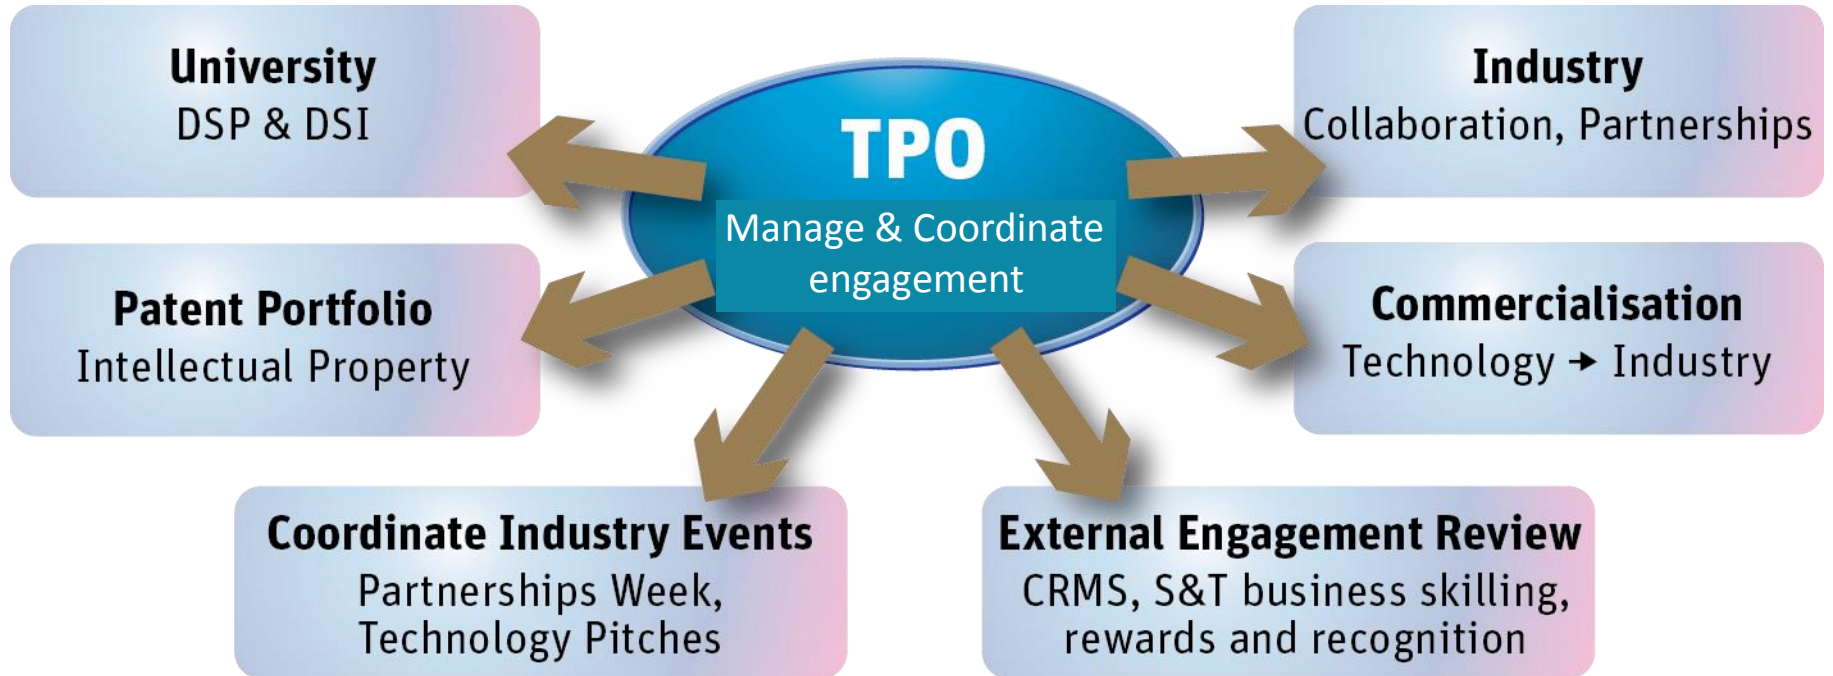 University
DSP & DSI
TPO
Manage & Coordinate
engagement
Industry
Collaboration, Partnerships
Patent Portfolio
Intellectual Property
Commercialisation
Technology → Industry
Coordinate Industry Events
Partnerships Week,
Technology Pitches
External Engagement Review
CRMS, S&T business skilling,
rewards and recognition